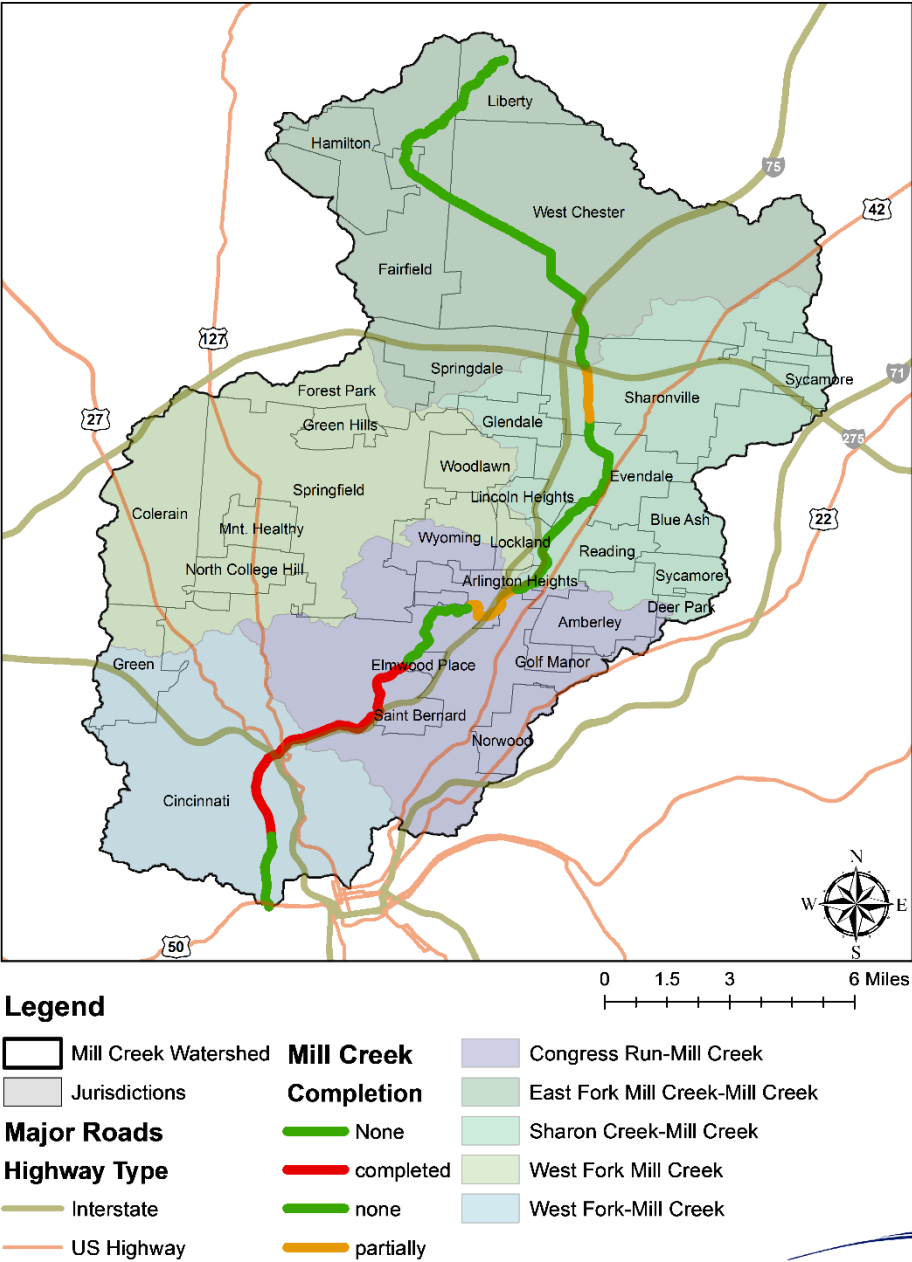 Liberty
Hamilton
75
West Chester
42
Fairfield
127
Springdale
71
Sycamore
Forest Park
Sharonville
27
Green Hills
Glendale
275
Woodlawn
Evendale
Springfield
Lincoln Heights
Colerain
22
Blue Ash
Mnt. Healthy
Wyoming
Lockland
Reading
North College Hill
Arlington Heights
Sycamore
Deer Park
Amberley
Green
Elmwood Place
Golf Manor
Saint Bernard
Norwood
Cincinnati
N
W E
S
50
0 1.5 3 6 Miles
Legend
Mill Creek Watershed
Jurisdictions
Major Roads
Highway Type
Interstate
US Highway
Mill Creek
Completion
None
completed
none
partially
Congress Run-Mill Creek
East Fork Mill Creek-Mill Creek
Sharon Creek-Mill Creek
West Fork Mill Creek
West Fork-Mill Creek